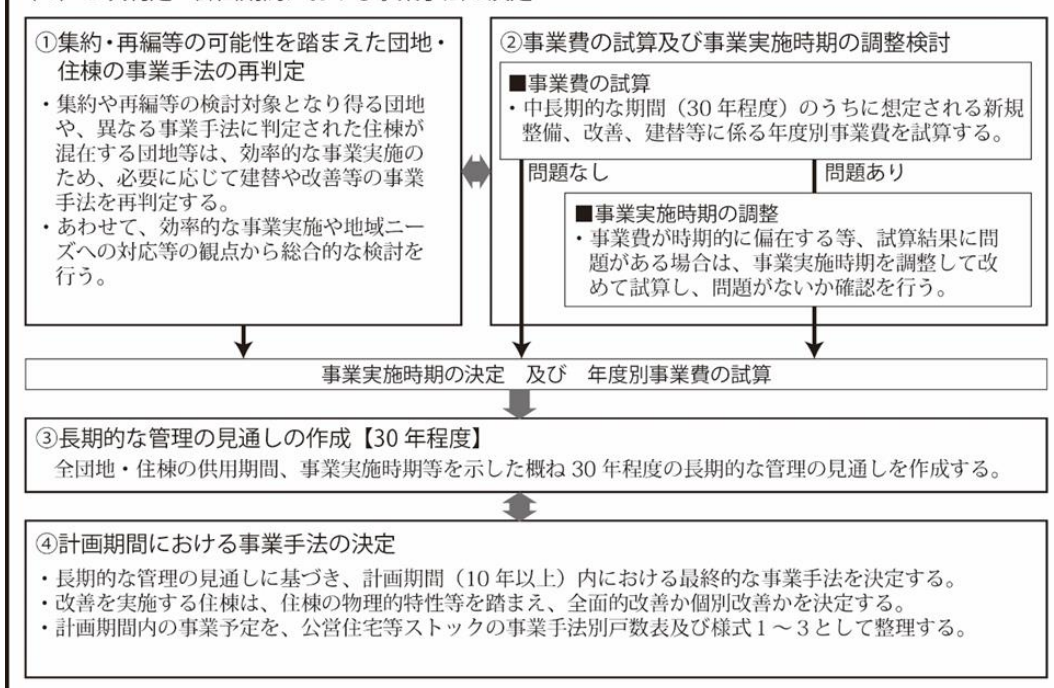 ①集約・再編等の可能性を踏まえた団地・
住棟の事業手法の再判定
・集約や再編等の検討対象となり得る団地
や、異なる事業手法に判定された住棟が
混在する団地等は、効率的な事業実施の
ため、必要に応じて建替や改善等の事業
手法を再判定する。
・あわせて、効率的な事業実施や地域ニー
ズへの対応等の観点から総合的な検討を
行う。
②事業費の試算及び事業実施時期の調整検討
■事業費の試算
・中長期的な期間（30 年程度）のうちに想定される新規
整備、改善、建替等に係る年度別事業費を試算する。
問題なし
問題あり
■事業実施時期の調整
・事業費が時期的に偏在する等、試算結果に問
題がある場合は、事業実施時期を調整して改
めて試算し、問題がないか確認を行う。
事業実施時期の決定　及び　年度別事業費の試算
③長期的な管理の見通しの作成【30 年程度】
全団地・住棟の供用期間、事業実施時期等を示した概ね 30 年程度の長期的な管理の見通しを作成する。
④計画期間における事業手法の決定
・長期的な管理の見通しに基づき、計画期間（10 年以上）内における最終的な事業手法を決定する。
・改善を実施する住棟は、住棟の物理的特性等を踏まえ、全面的改善か個別改善かを決定する。
・計画期間内の事業予定を、公営住宅等ストックの事業手法別戸数表及び様式１～３として整理する。